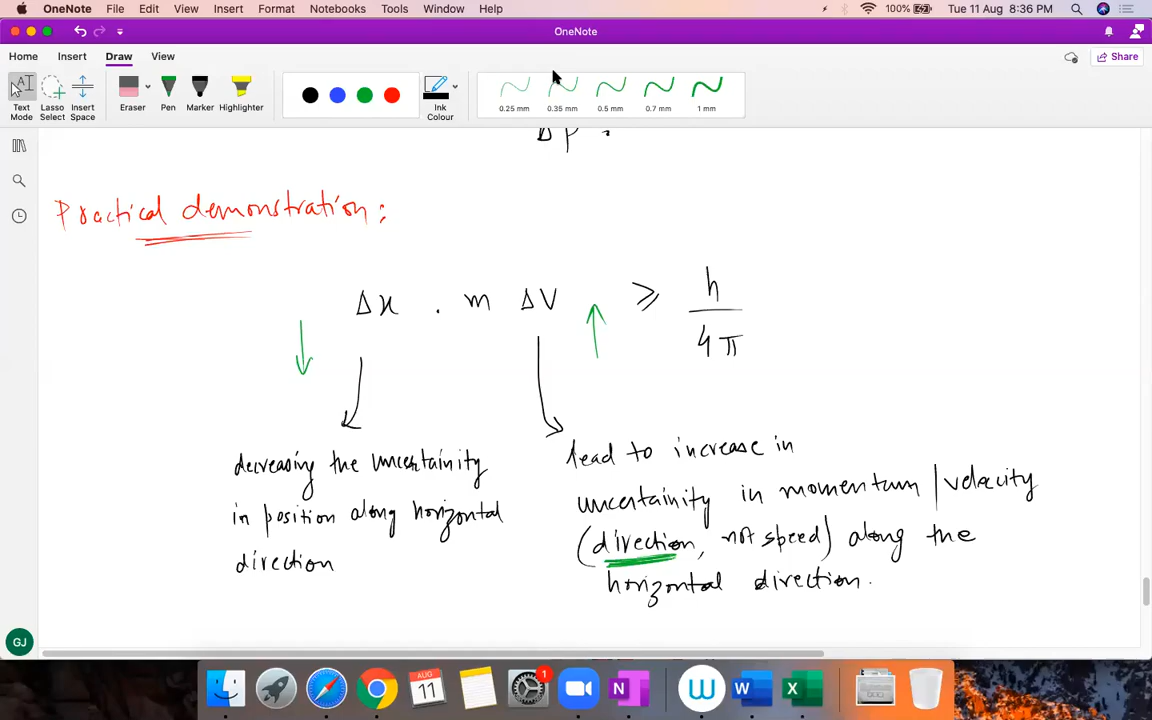 OneNote File Edit View Insert Format Notebooks Tools Window Help 100% Tue 11 Aug 8:36 PM
OneNote
Home Insert Draw View Share
Text Mode Lasso Select Insert Space Eraser Pen Marker Highlighter Ink Colour 0.25 mm 0.35 mm 0.5 mm 0.7 mm 1 mm
Δp :
Practical demonstration:
Δx . m Δv ≥ h/4π
decreasing the uncertainity
in position along horizontal
direction
lead to increase in
uncertainity in momentum / velocity
(direction, not speed) along the
horizontal direction.
GJ
11
1
N
W
W
X